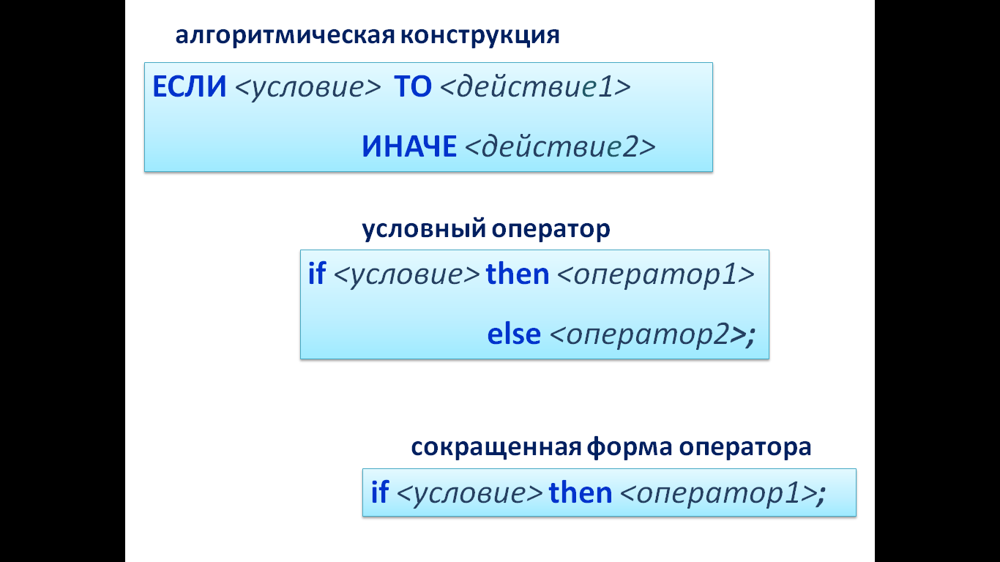 алгоритмическая конструкция
ЕСЛИ <условие> ТО <действие1>
ИНАЧЕ <действие2>
условный оператор
if <условие> then <оператор1>
else <оператор2>;
сокращенная форма оператора
if <условие> then <оператор1>;